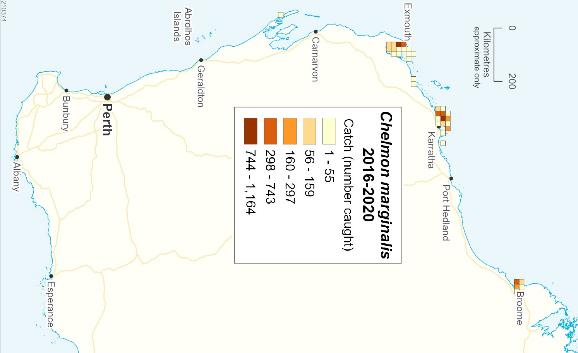 Exmouth
0
200
Kilometres
approximate only
Abrolhos
Islands
Carnarvon
Geraldton
Karratha
Port Hedland
Broome
Perth
Bunbury
Albany
Esperance
Chelmon marginalis
2016-2020
Catch (number caught)
1 - 55
56 - 159
160 - 297
298 - 743
744 - 1,164